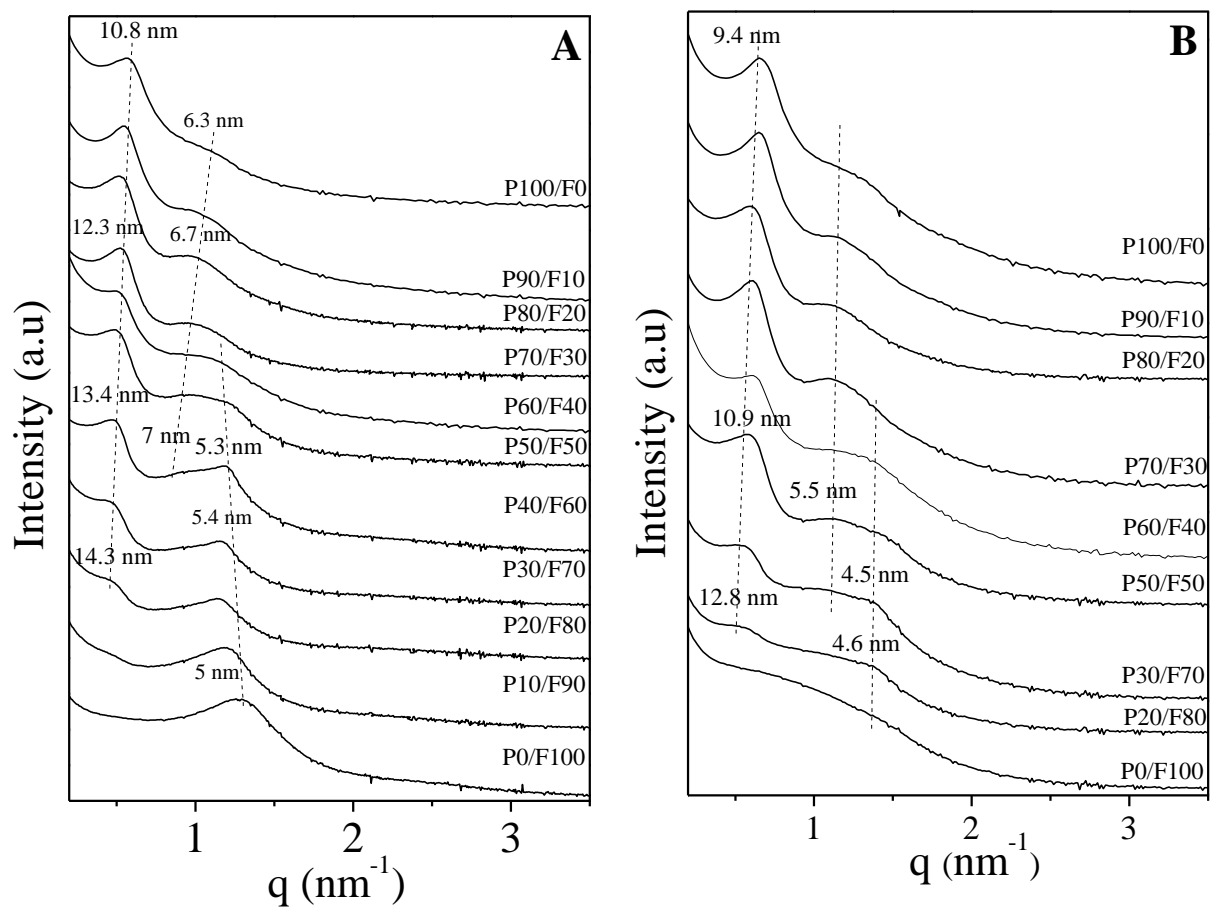 A
10.8 nm
6.3 nm
P100/F0
12.3 nm
6.7 nm
P90/F10
P80/F20
P70/F30
13.4 nm
P60/F40
7 nm
5.3 nm
P50/F50
P40/F60
5.4 nm
14.3 nm
P30/F70
P20/F80
5 nm
P10/F90
P0/F100
Intensity (a.u)
1 2 3
q (nm-1)
B
9.4 nm
P100/F0
P90/F10
P80/F20
10.9 nm
P70/F30
5.5 nm
P60/F40
4.5 nm
P50/F50
12.8 nm
4.6 nm
P30/F70
P20/F80
P0/F100
Intensity (a.u)
1 2 3
q (nm-1)